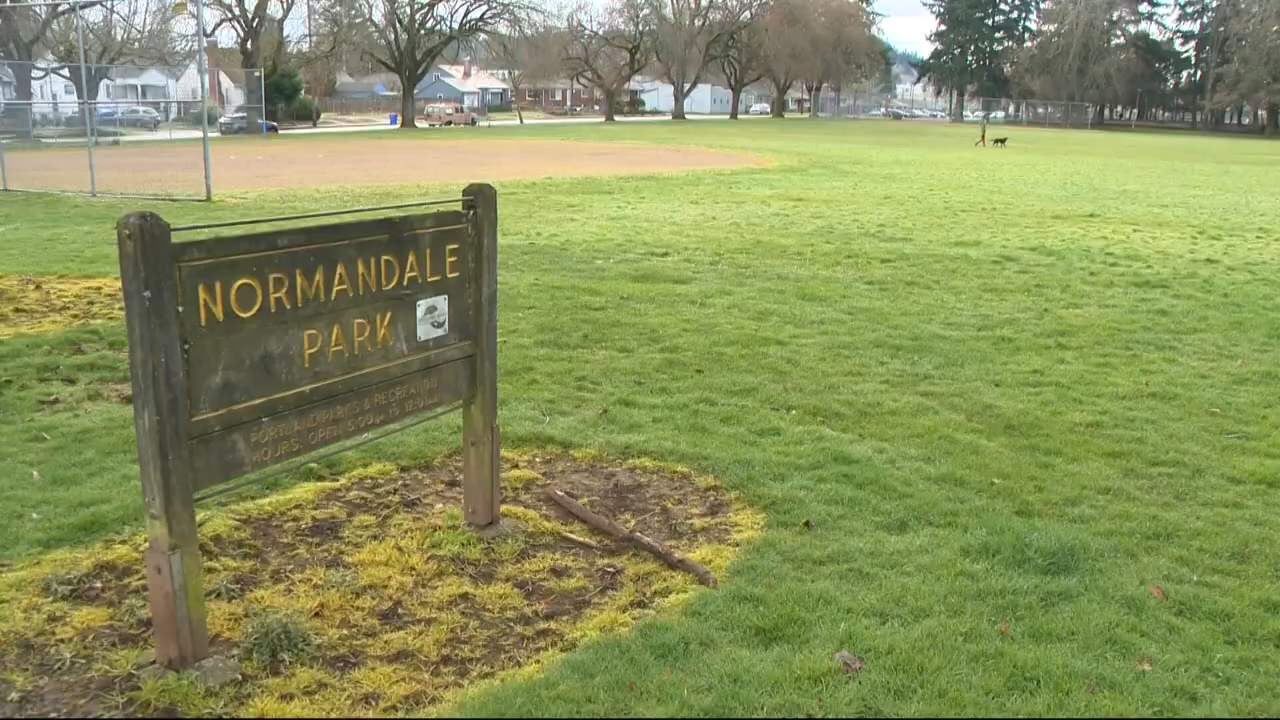 NORMANDALE
PARK
PORTLAND PARKS & RECREATION
HOURS: OPEN 5:00am TO 12:00am